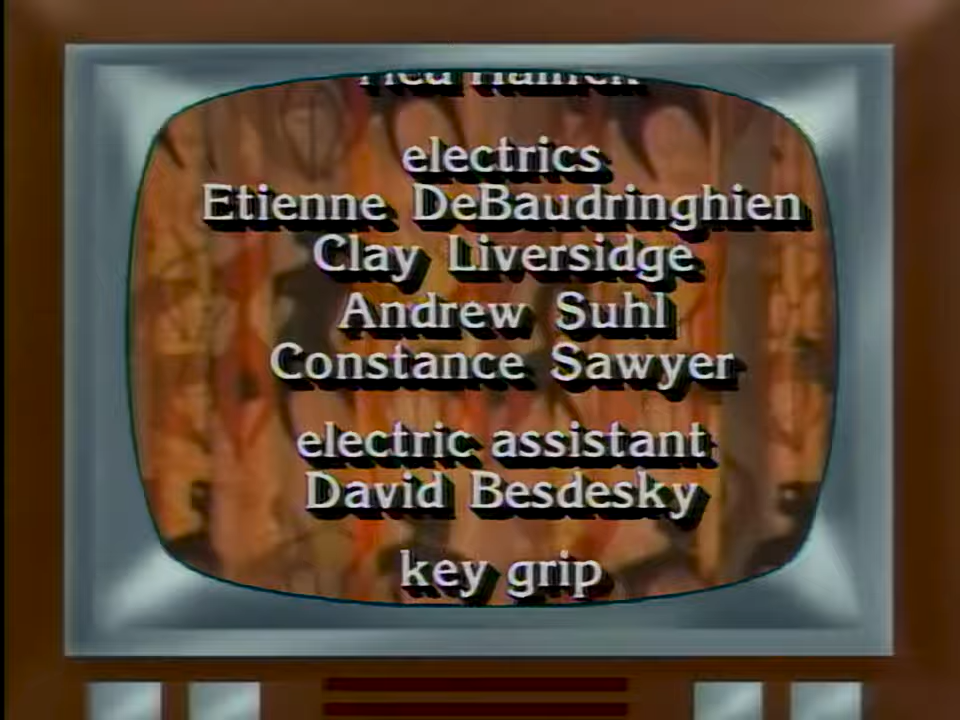 electrics
Etienne DeBaudringhien
Clay Liversidge
Andrew Suhl
Constance Sawyer
electric assistant
David Besdesky
key grip